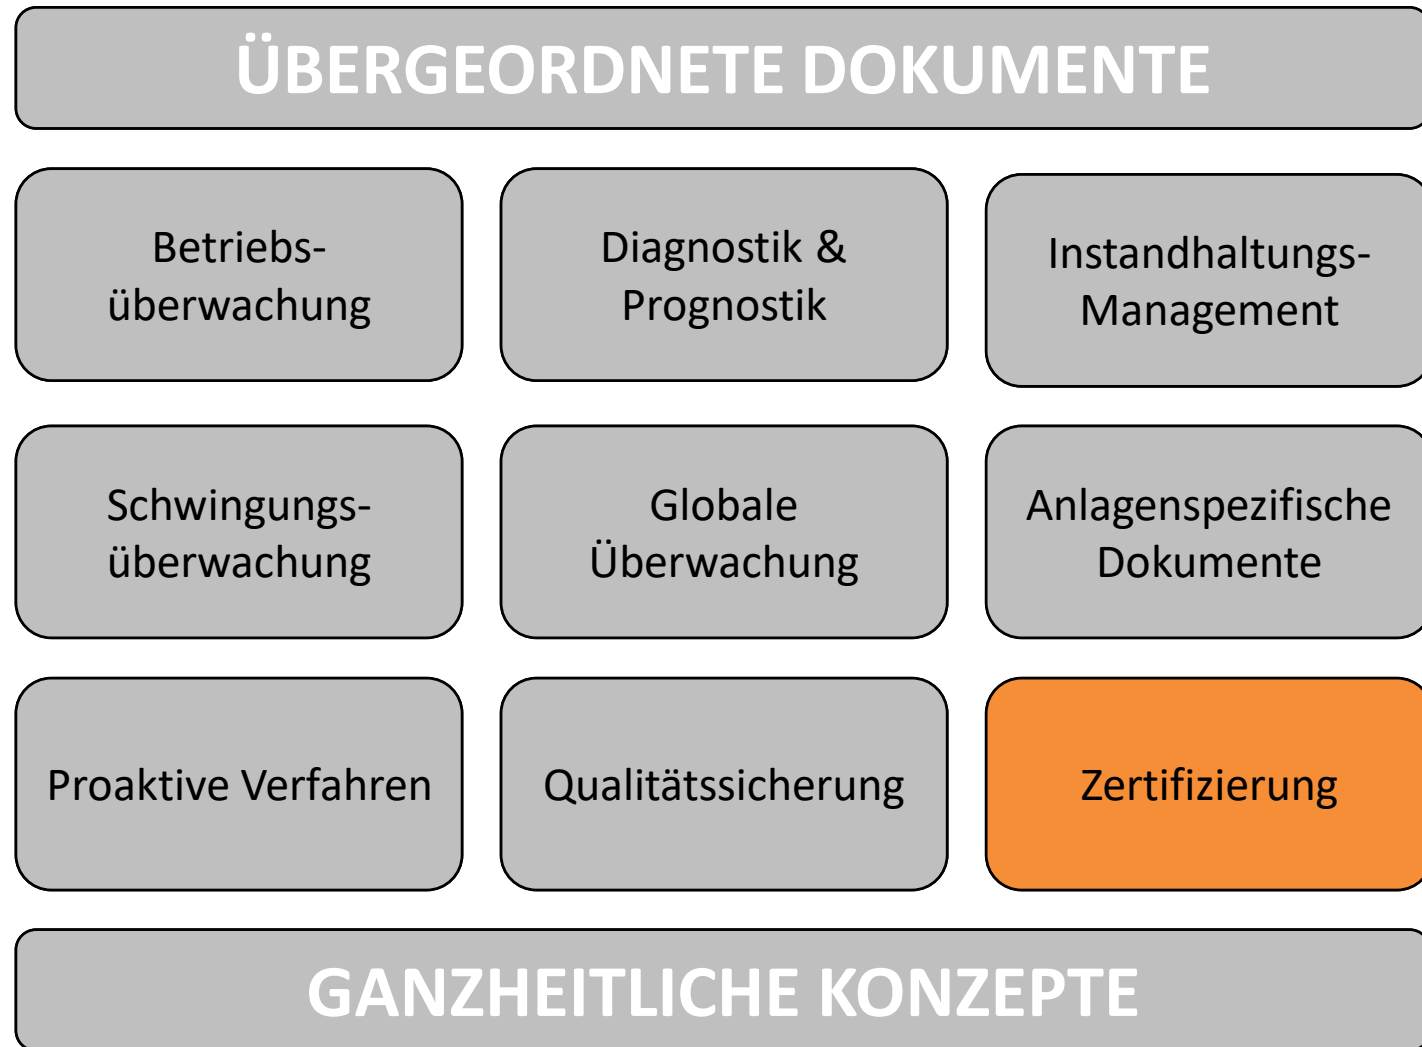 ÜBERGEORDNETE DOKUMENTE
Betriebs-
überwachung
Diagnostik &
Prognostik
Instandhaltungs-
Management
Schwingungs-
überwachung
Globale
Überwachung
Anlagenspezifische
Dokumente
Proaktive Verfahren
Qualitätssicherung
Zertifizierung
GANZHEITLICHE KONZEPTE